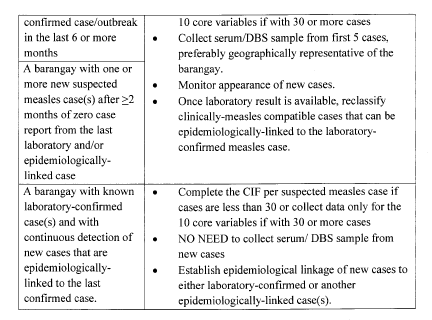 confirmed case/outbreak
in the last 6 or more
months
A barangay with one or
more new suspected
measles case(s) after ≥2
months of zero case
report from the last
laboratory and/or
epidemiologically-
linked case
10 core variables if with 30 or more cases
• Collect serum/DBS sample from first 5 cases,
preferably geographically representative of the
barangay.
• Monitor appearance of new cases.
• Once laboratory result is available, reclassify
clinically-measles compatible cases that can be
epidemiologically-linked to the laboratory-
confirmed measles case.
A barangay with known
laboratory-confirmed
case(s) and with
continuous detection of
new cases that are
epidemiologically-
linked to the last
confirmed case.
• Complete the CIF per suspected measles case if
cases are less than 30 or collect data only for the
10 core variables if with 30 or more cases
• NO NEED to collect serum/ DBS sample from
new cases
• Establish epidemiological linkage of new cases to
either laboratory-confirmed or another
epidemiologically-linked case(s).